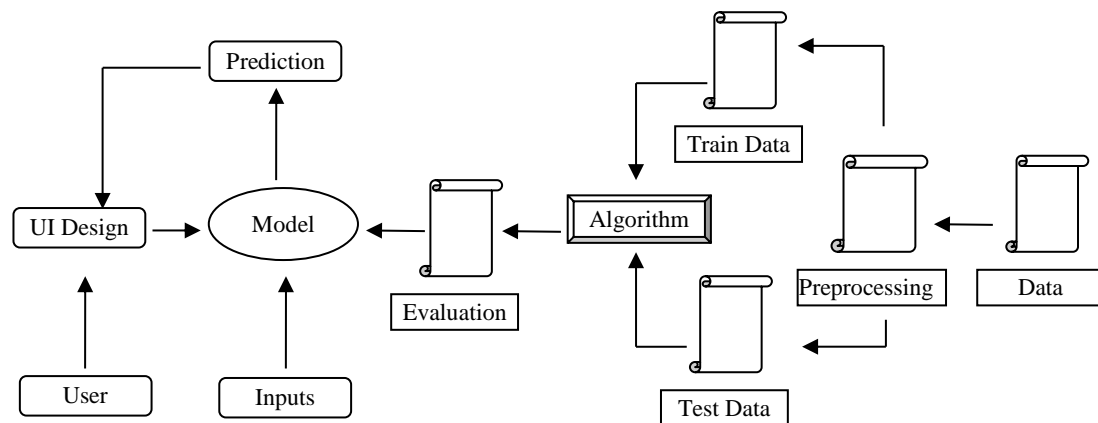 Prediction
Train Data
UI Design
Model
Algorithm
Evaluation
Preprocessing
Data
User
Inputs
Test Data